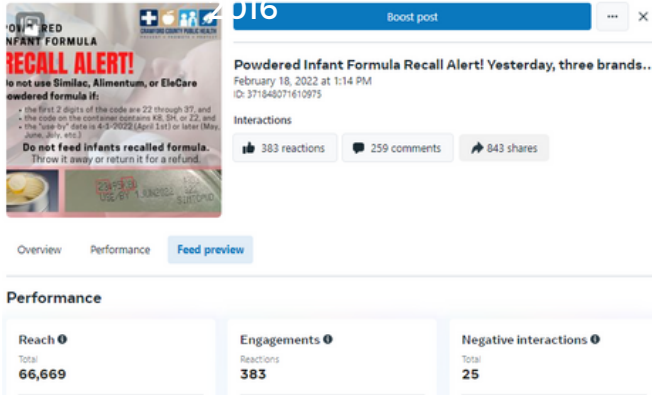 2016
POWDERED
INFANT FORMULA
CRAWFORD COUNTY PUBLIC HEALTH
RECALL ALERT!
Do not use Similac, Alimentum, or EleCare
powdered formula if:
• the first 2 digits of the code are 22 through 37, and
• the code on the container contains K8, SH, or Z2, and
• the "use-by" date is 4-1-2022 (April 1st) or later (May, June, July, etc.)
Do not feed infants recalled formula.
Throw it away or return it for a refund.
USE BY 1JUN2022
Boost post
Powdered Infant Formula Recall Alert! Yesterday, three brands...
February 18, 2022 at 1:14 PM
ID: 371848071610975
Interactions
383 reactions
259 comments
843 shares
Overview
Performance
Feed preview
Performance
Reach
Total
66,669
Engagements
Reactions
383
Negative interactions
Total
25